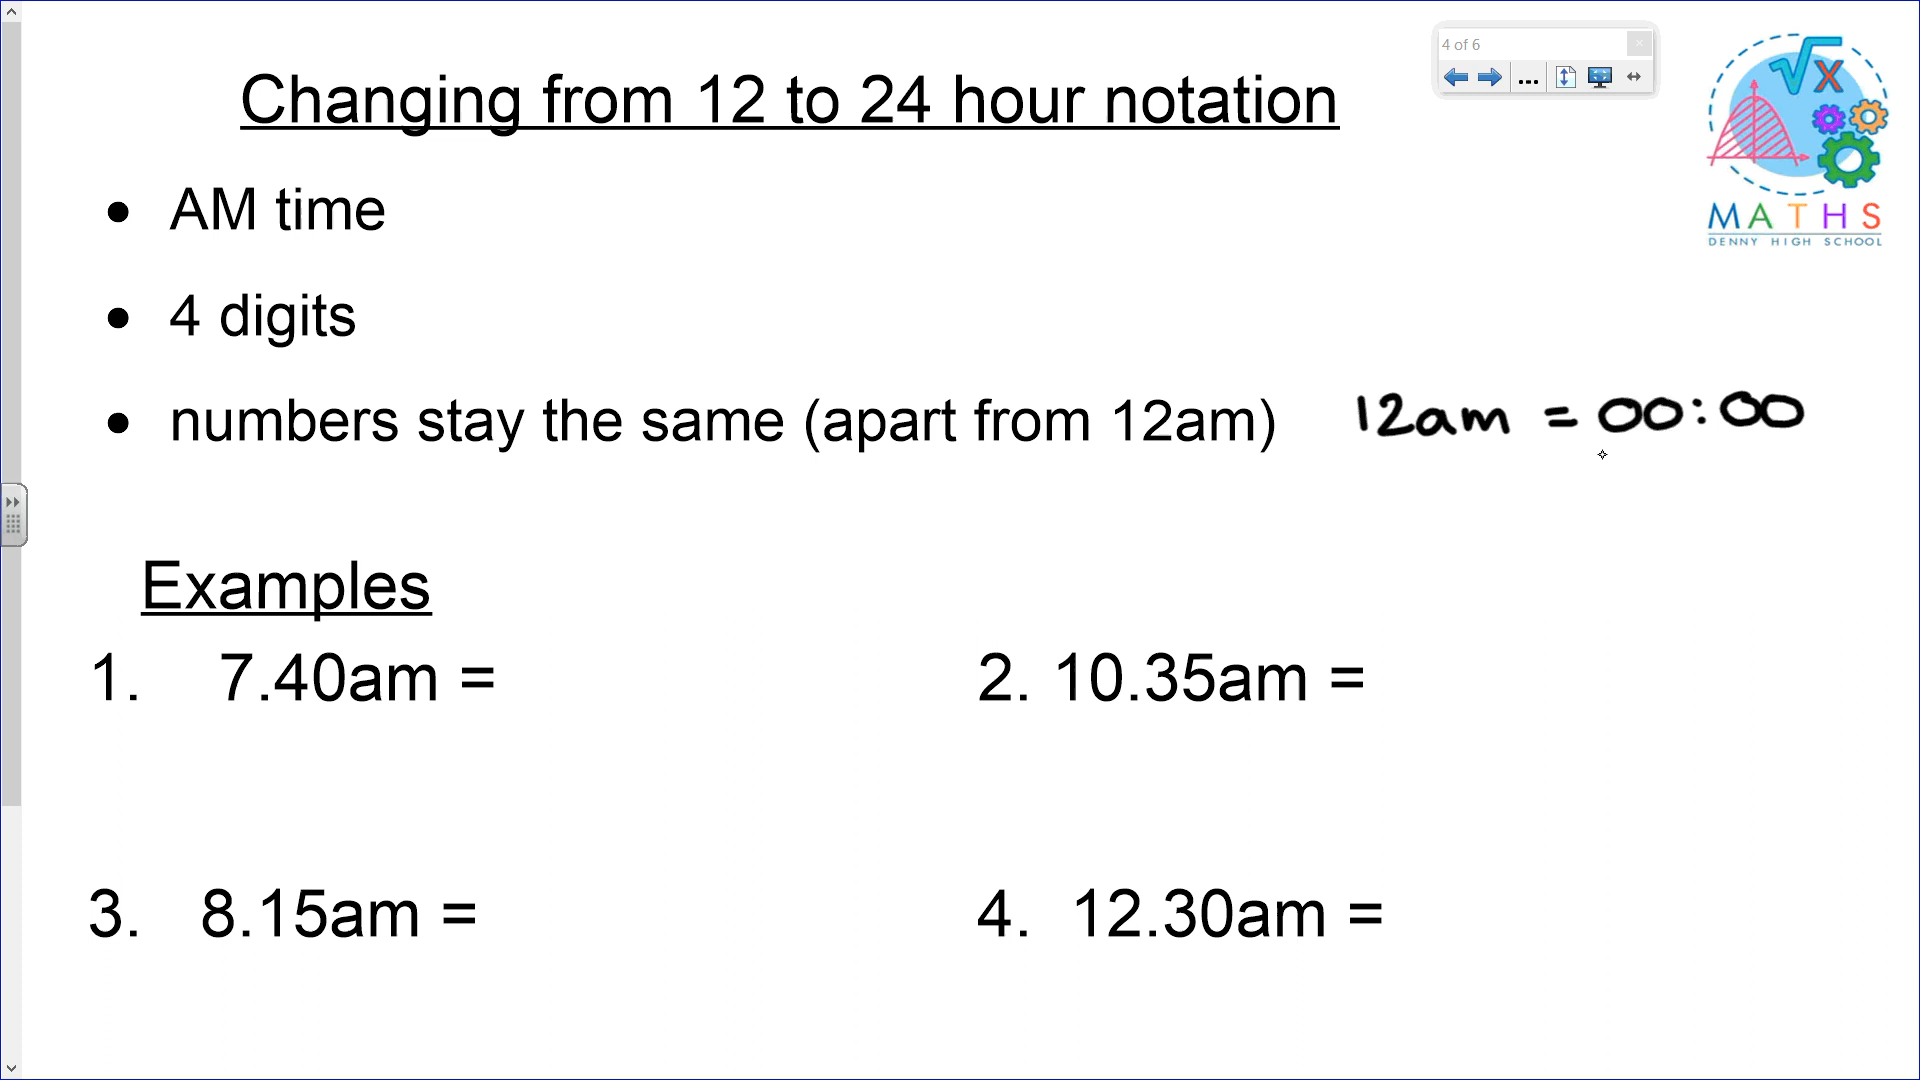 4 of 6
Changing from 12 to 24 hour notation
√x
MATHS
DENNY HIGH SCHOOL
• AM time
• 4 digits
• numbers stay the same (apart from 12am)
12am = 00:00
Examples
1. 7.40am =
2. 10.35am =
3. 8.15am =
4. 12.30am =